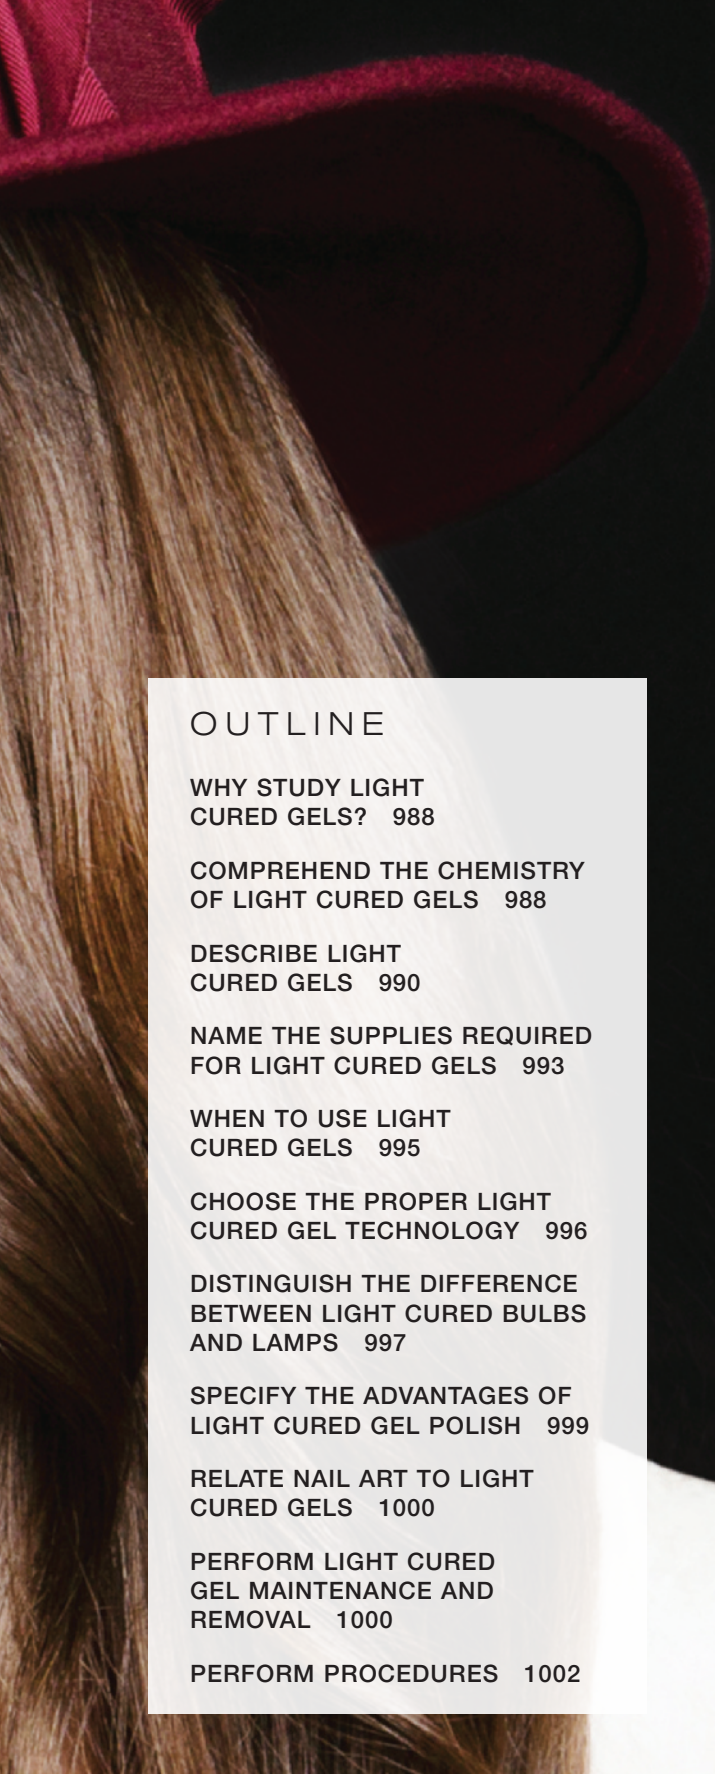 OUTLINE
WHY STUDY LIGHT
CURED GELS? 988
COMPREHEND THE CHEMISTRY
OF LIGHT CURED GELS 988
DESCRIBE LIGHT
CURED GELS 990
NAME THE SUPPLIES REQUIRED
FOR LIGHT CURED GELS 993
WHEN TO USE LIGHT
CURED GELS 995
CHOOSE THE PROPER LIGHT
CURED GEL TECHNOLOGY 996
DISTINGUISH THE DIFFERENCE
BETWEEN LIGHT CURED BULBS
AND LAMPS 997
SPECIFY THE ADVANTAGES OF
LIGHT CURED GEL POLISH 999
RELATE NAIL ART TO LIGHT
CURED GELS 1000
PERFORM LIGHT CURED
GEL MAINTENANCE AND
REMOVAL 1000
PERFORM PROCEDURES 1002